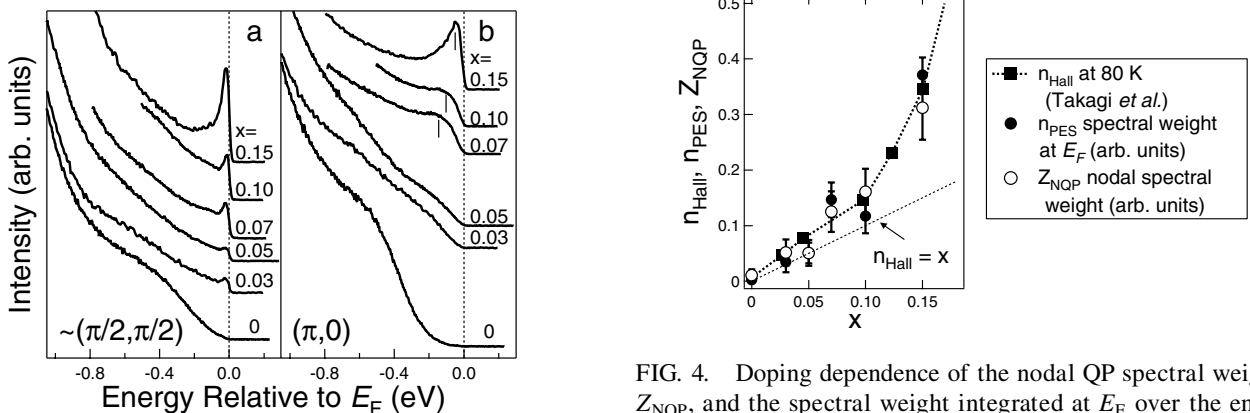 a
x=
0.15
0.10
0.07
0.05
0.03
0
~(π/2,π/2)
b
x=
0.15
0.10
0.07
0.05
0.03
0
(π,0)
Intensity (arb. units)
-0.8 -0.4 0.0
-0.8 -0.4 0.0
Energy Relative to E_F (eV)
n_Hall, n_PES, Z_NQP
0.5
0.4
0.3
0.2
0.1
0
0 0.05 0.10 0.15
x
n_Hall = x
n_Hall at 80 K
(Takagi et al.)
n_PES spectral weight
at E_F (arb. units)
Z_NQP nodal spectral
weight (arb. units)
FIG. 4. Doping dependence of the nodal QP spectral weig
Z_NQP, and the spectral weight integrated at E_F over the en